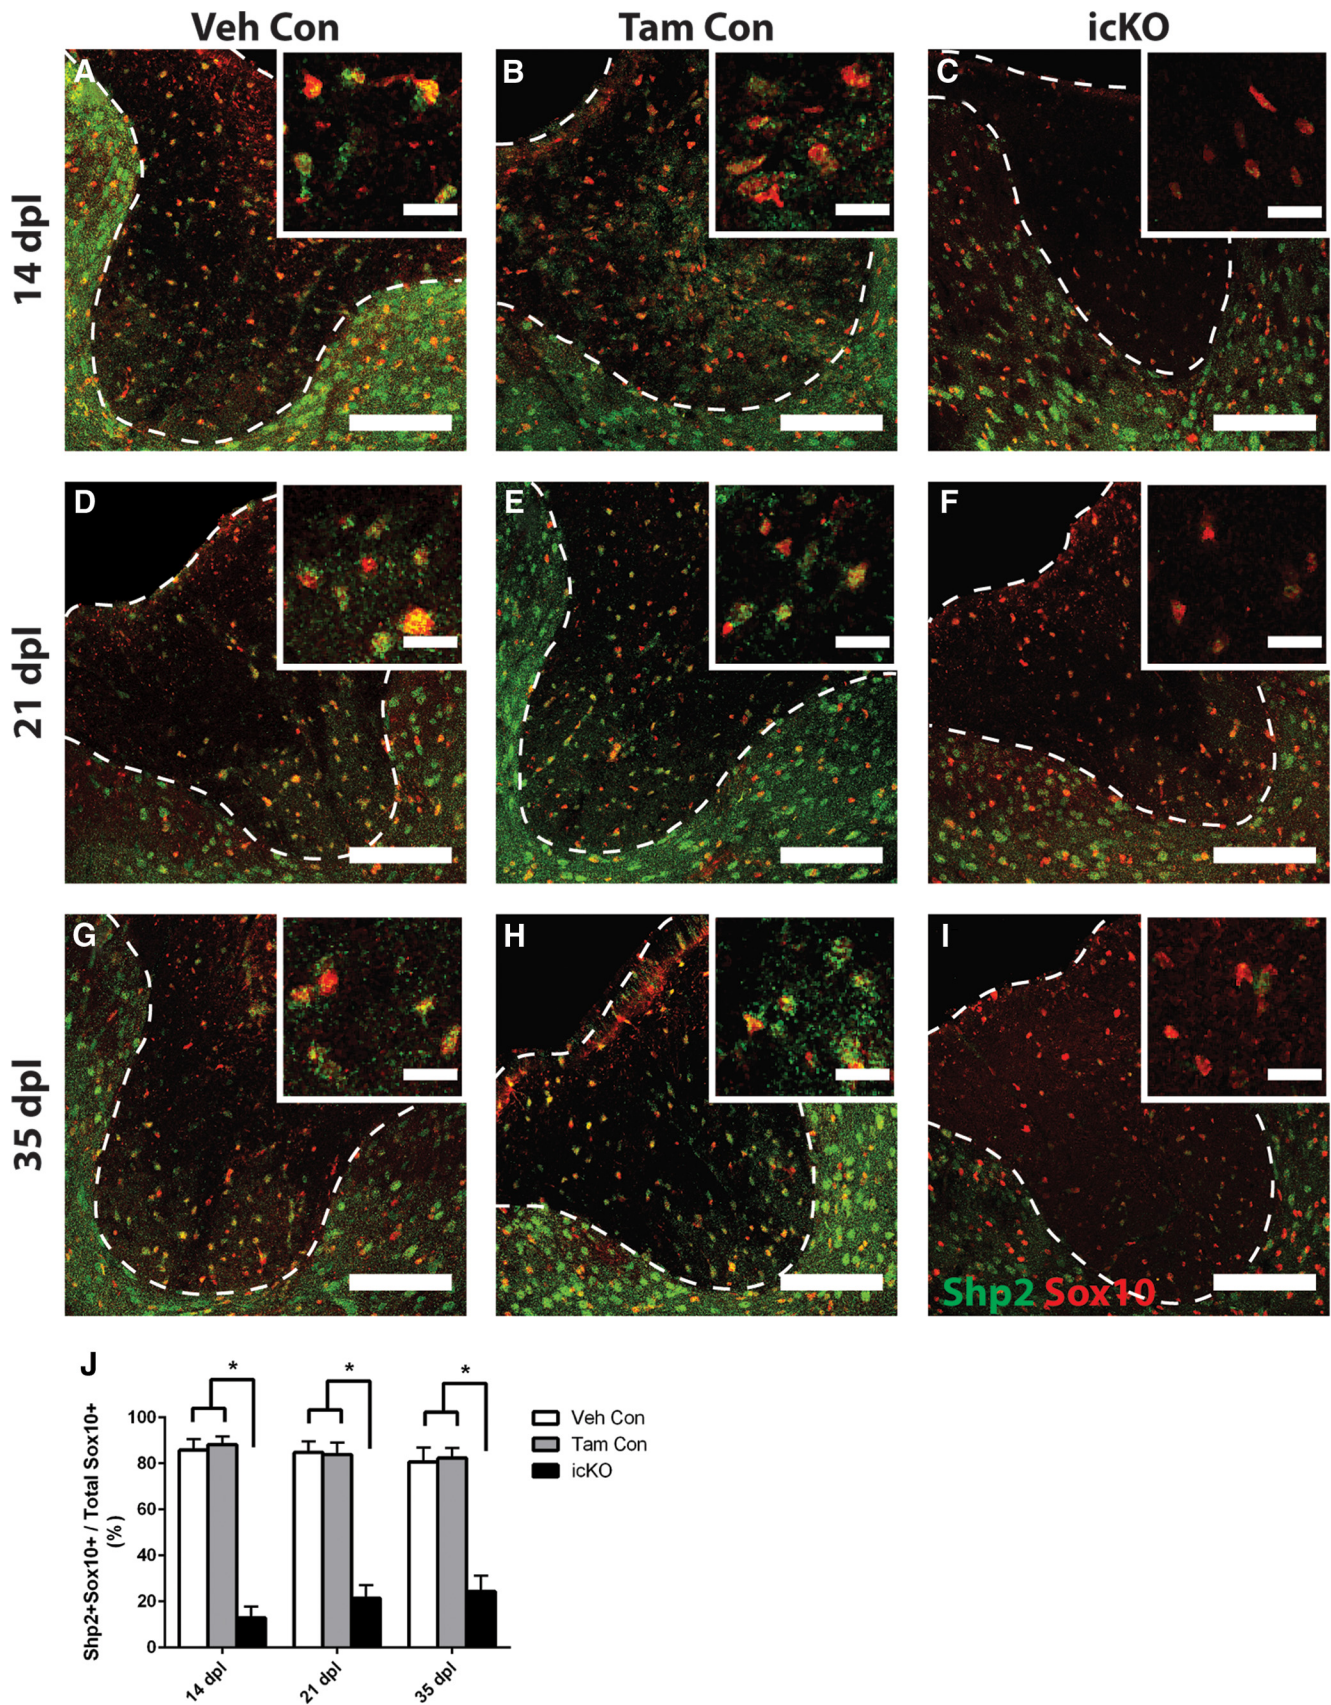 Veh Con Tam Con icKO
14 dpl
A B C
21 dpl
D E F
35 dpl
G H I
Shp2 Sox10
J
* * *
Shp2+Sox10+ / Total Sox10+
(%)
100
80
60
40
20
0
14 dpl 21 dpl 35 dpl
Veh Con
Tam Con
icKO